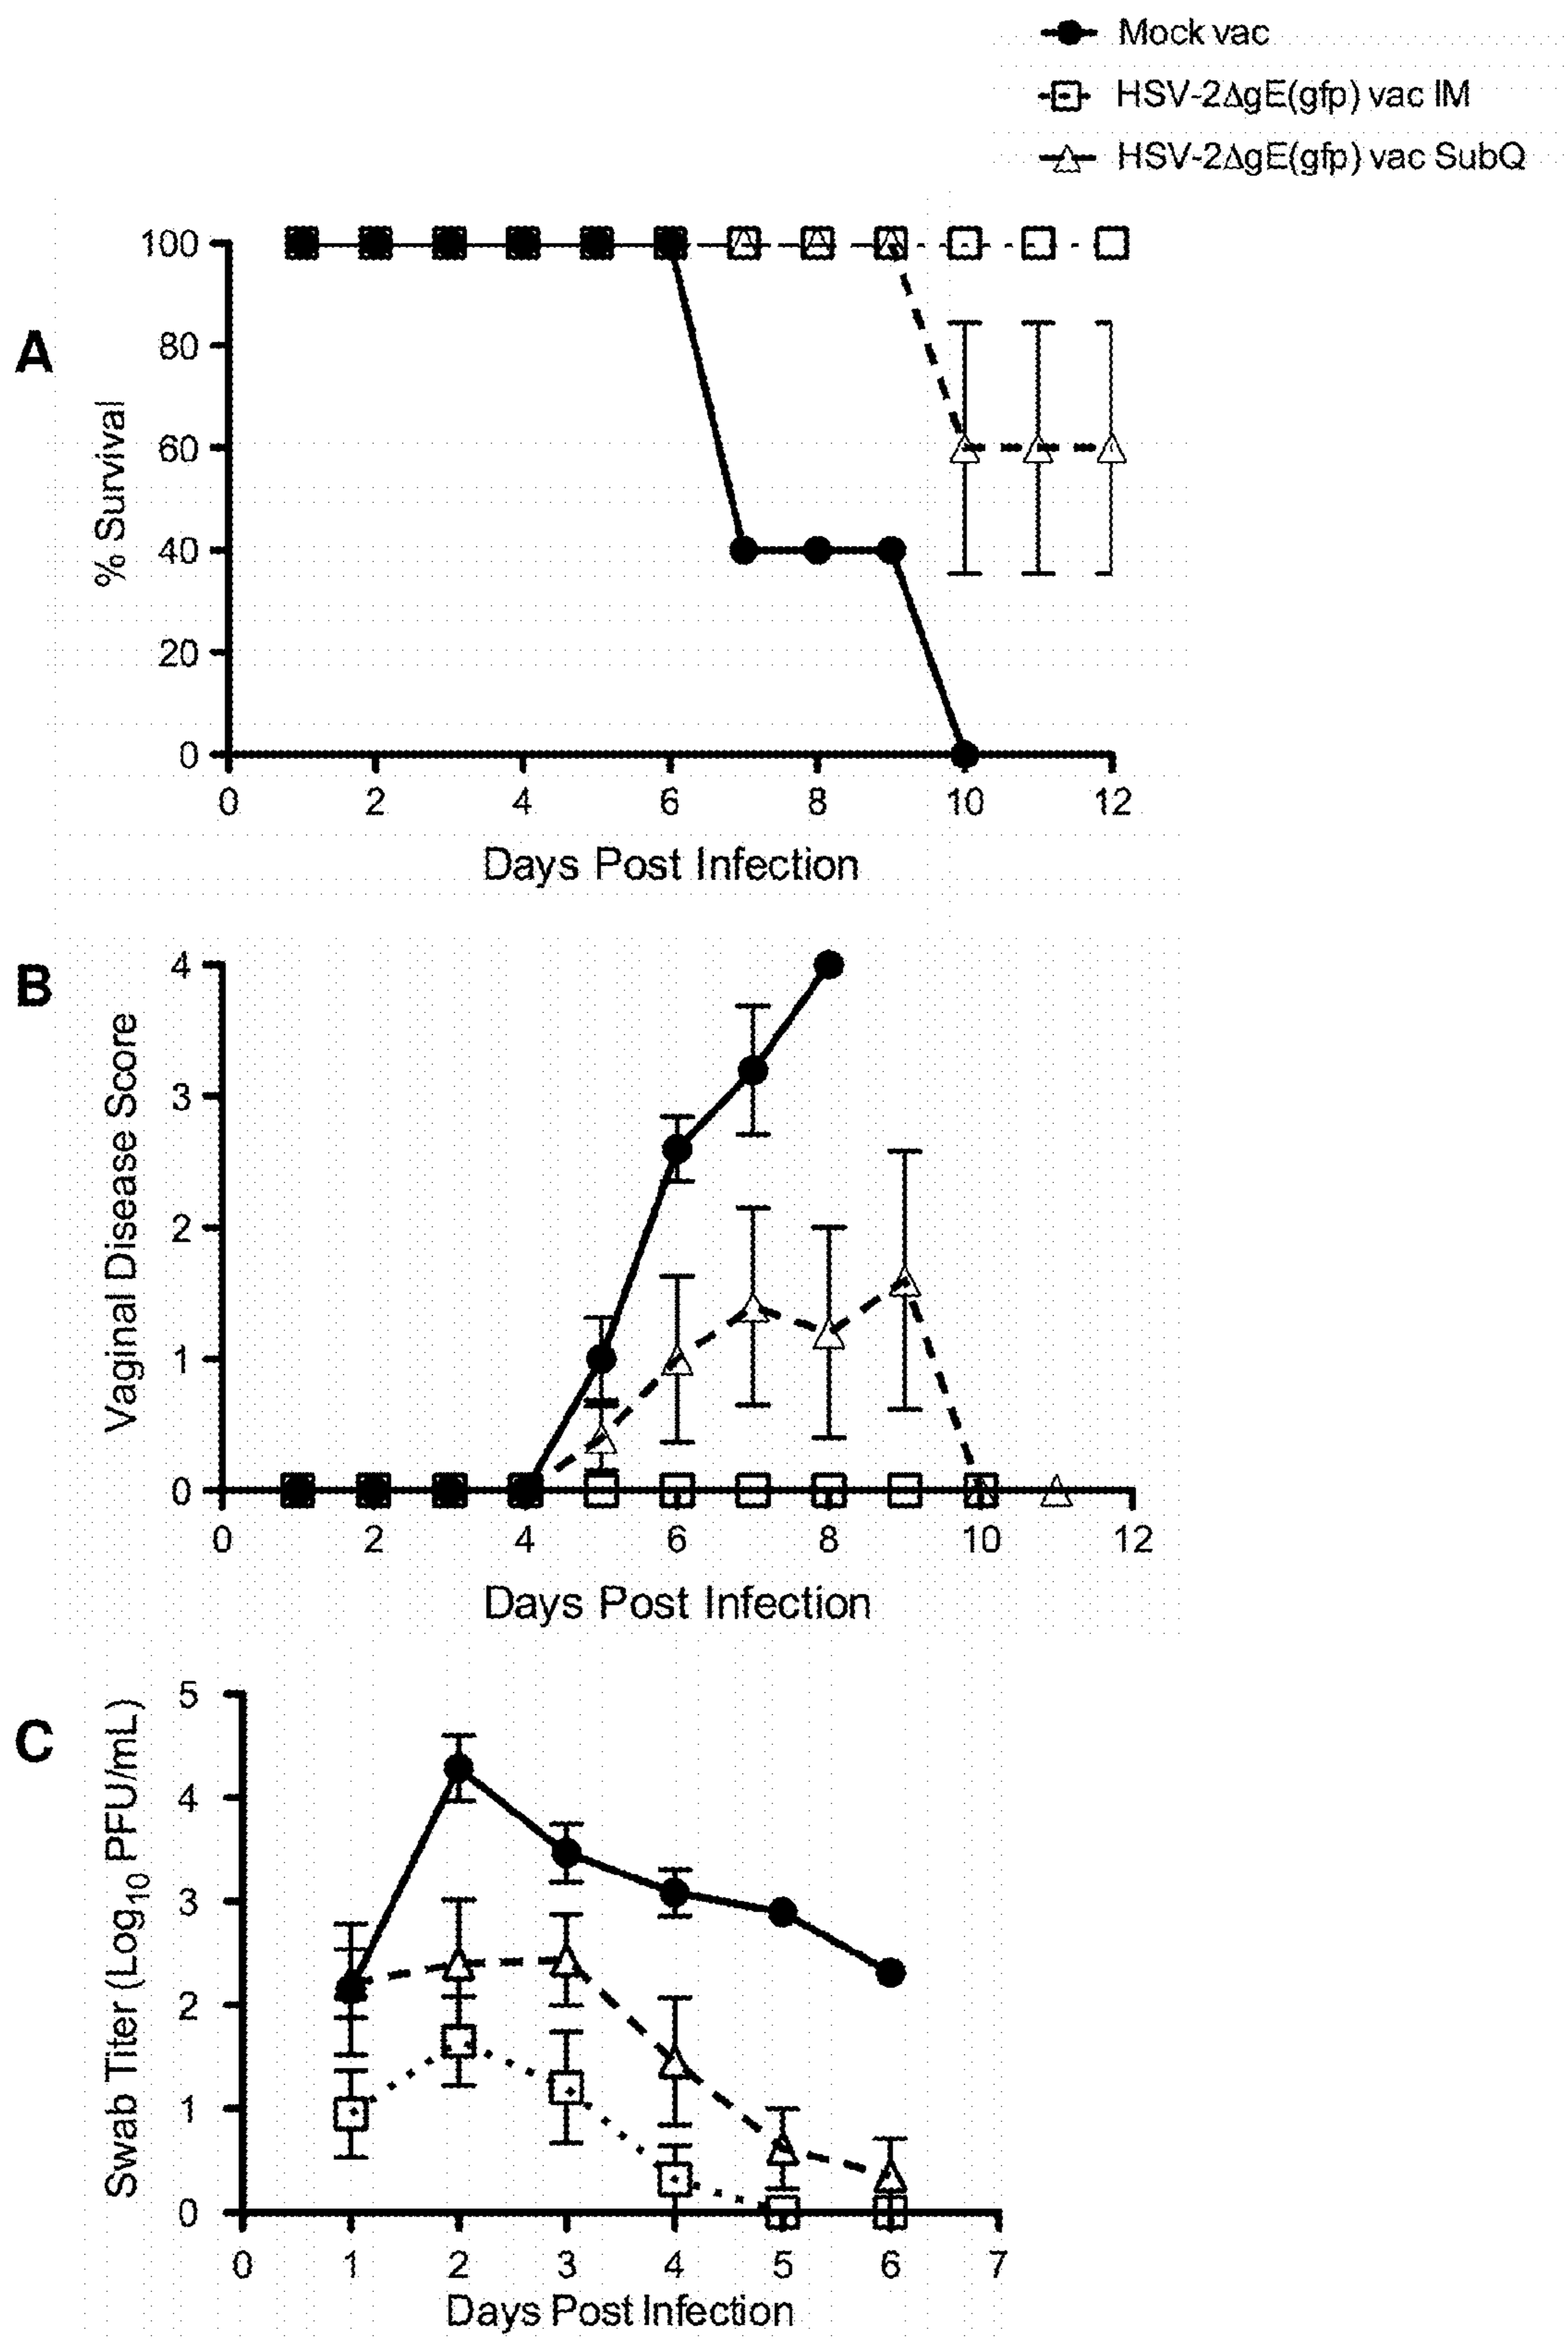 Mock vac
HSV-2ΔgE(gfp) vac IM
HSV-2ΔgE(gfp) vac SubQ
A
% Survival
100
80
60
40
20
0
0 2 4 6 8 10 12
Days Post Infection
B
Vaginal Disease Score
4
3
2
1
0
0 2 4 6 8 10 12
Days Post Infection
C
Swab Titer (Log10 PFU/mL)
5
4
3
2
1
0
0 1 2 3 4 5 6 7
Days Post Infection